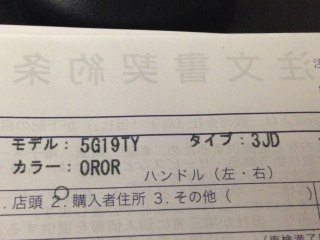 注文書契約条
モデル: 5G19TY タイプ: 3JD
カラー: OROR ハンドル(左・右)
1. 店頭 2. 購入者住所 3. その他(            )